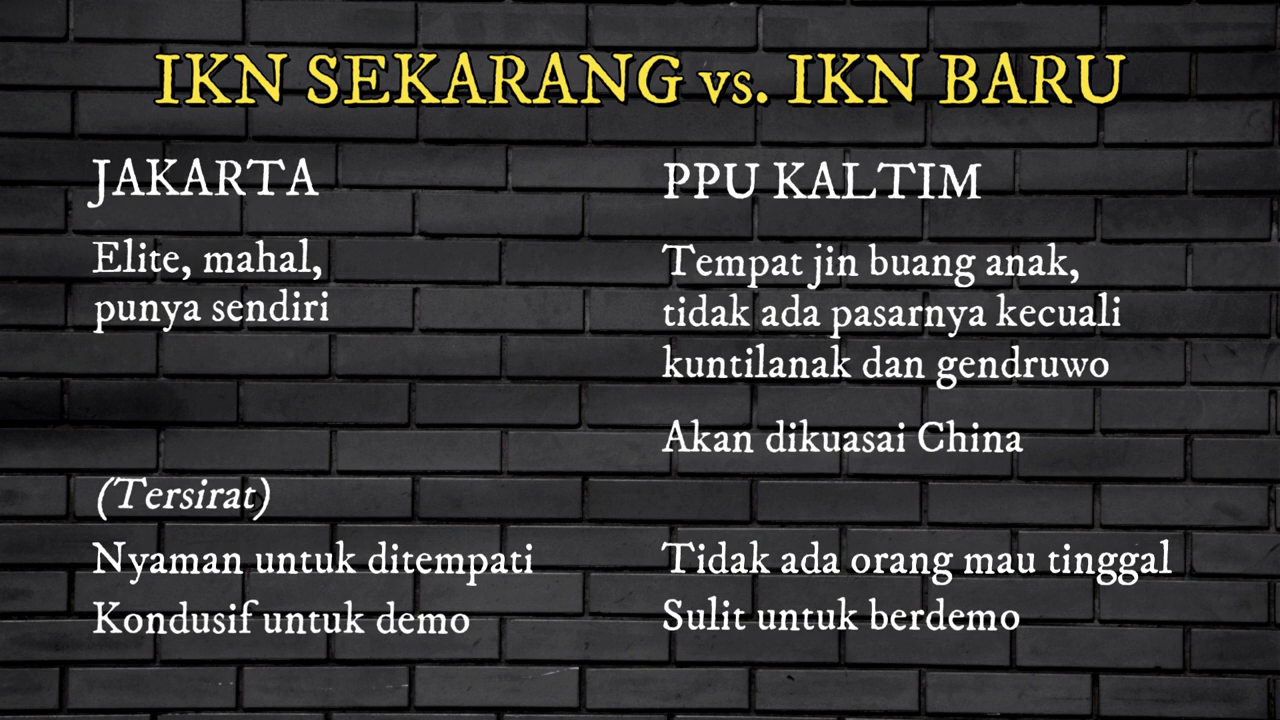 IKN SEKARANG vs. IKN BARU
JAKARTA
Elite, mahal,
punya sendiri
(Tersirat)
Nyaman untuk ditempati
Kondusif untuk demo
PPU KALTIM
Tempat jin buang anak,
tidak ada pasarnya kecuali
kuntilanak dan gendruwo
Akan dikuasai China
Tidak ada orang mau tinggal
Sulit untuk berdemo